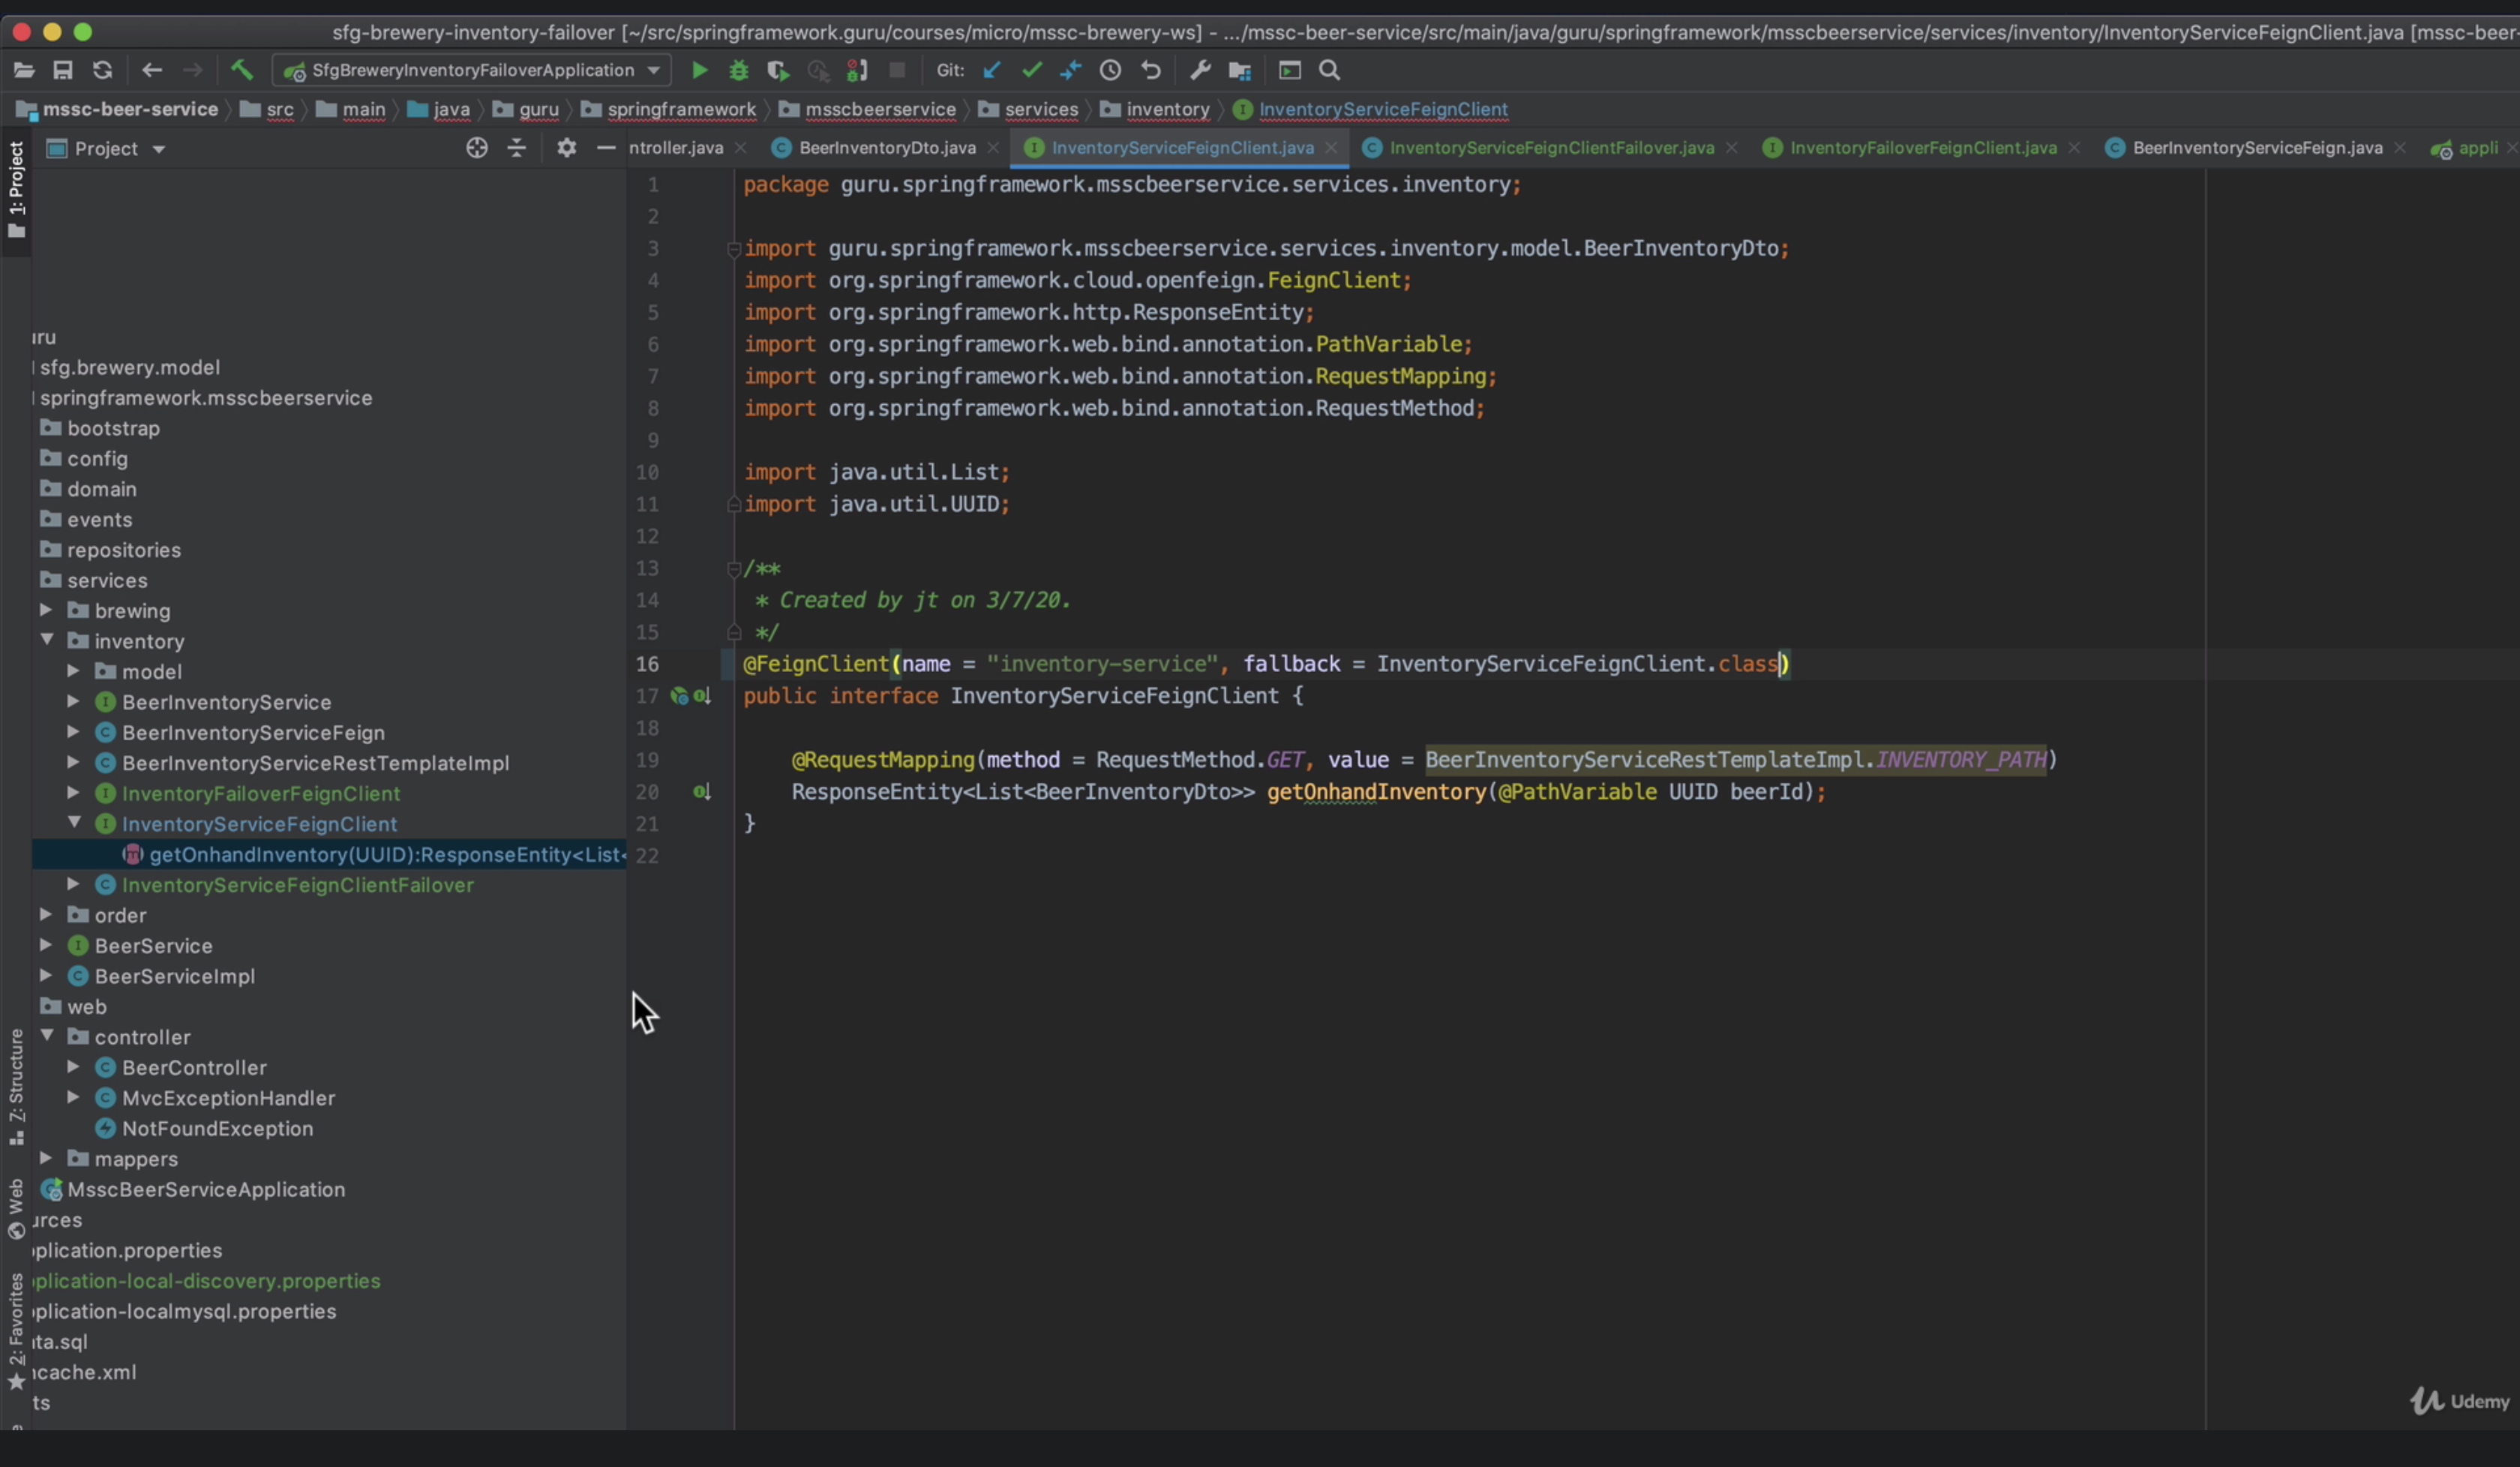 sfg-brewery-inventory-failover [~/src/springframework.guru/courses/micro/mssc-brewery-ws] - .../mssc-beer-service/src/main/java/guru/springframework/msscbeerservice/services/inventory/InventoryServiceFeignClient.java [mssc-beer-
SfgBreweryInventoryFailoverApplication Git:
mssc-beer-service src main java guru springframework msscbeerservice services inventory InventoryServiceFeignClient
Project ntroller.java BeerInventoryDto.java InventoryServiceFeignClient.java InventoryServiceFeignClientFailover.java InventoryFailoverFeignClient.java BeerInventoryServiceFeign.java appli
1: Project
7: Structure
Web
2: Favorites
uru
sfg.brewery.model
springframework.msscbeerservice
bootstrap
config
domain
events
repositories
services
brewing
inventory
model
BeerInventoryService
BeerInventoryServiceFeign
BeerInventoryServiceRestTemplateImpl
InventoryFailoverFeignClient
InventoryServiceFeignClient
getOnhandInventory(UUID):ResponseEntity<List<
InventoryServiceFeignClientFailover
order
BeerService
BeerServiceImpl
web
controller
BeerController
MvcExceptionHandler
NotFoundException
mappers
MsscBeerServiceApplication
urces
pplication.properties
pplication-local-discovery.properties
pplication-localmysql.properties
ata.sql
hcache.xml
ts
1 package guru.springframework.msscbeerservice.services.inventory;
2
3 import guru.springframework.msscbeerservice.services.inventory.model.BeerInventoryDto;
4 import org.springframework.cloud.openfeign.FeignClient;
5 import org.springframework.http.ResponseEntity;
6 import org.springframework.web.bind.annotation.PathVariable;
7 import org.springframework.web.bind.annotation.RequestMapping;
8 import org.springframework.web.bind.annotation.RequestMethod;
9
10 import java.util.List;
11 import java.util.UUID;
12
13 /**
14 * Created by jt on 3/7/20.
15 */
16 @FeignClient(name = "inventory-service", fallback = InventoryServiceFeignClient.class)
17 public interface InventoryServiceFeignClient {
18
19 @RequestMapping(method = RequestMethod.GET, value = BeerInventoryServiceRestTemplateImpl.INVENTORY_PATH)
20 ResponseEntity<List<BeerInventoryDto>> getOnhandInventory(@PathVariable UUID beerId);
21 }
22
Udemy